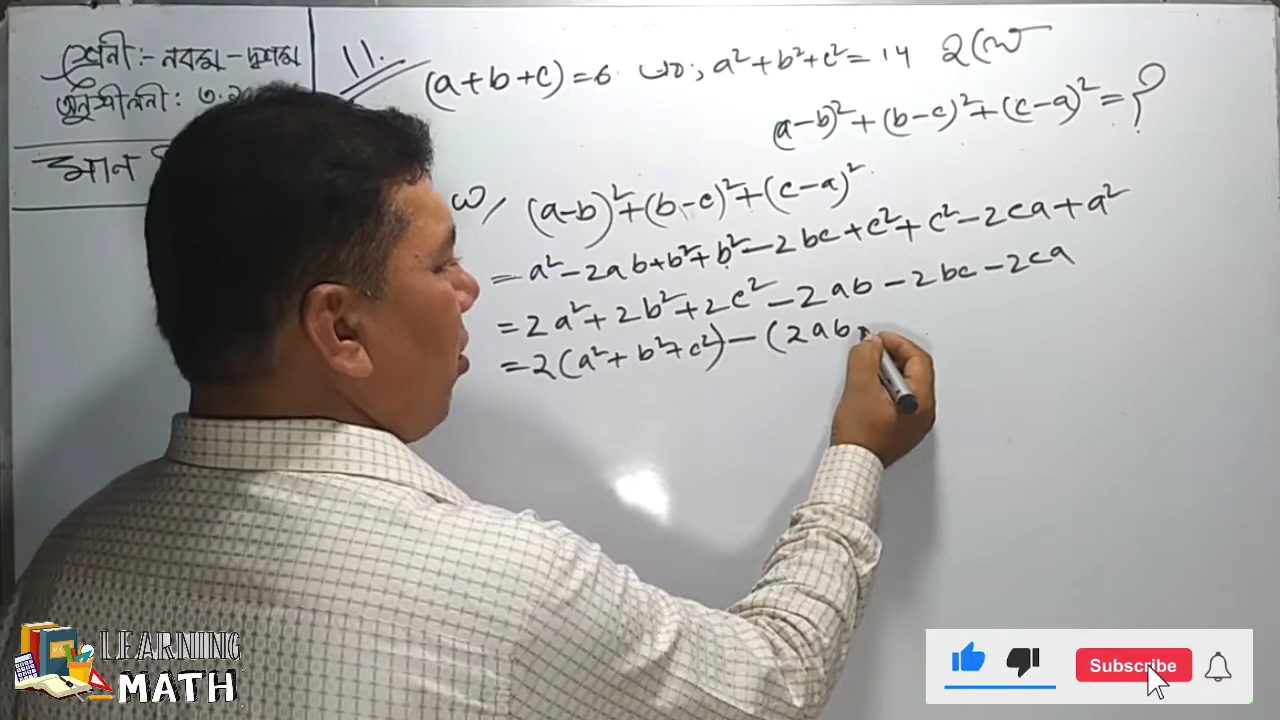 শ্রেনী:- নবম - দশম
অনুশীলনী: ৩.
মান
11. (a+b+c)=6 এবং, a²+b²+c²=14 হলে
(a-b)²+(b-c)²+(c-a)²=?
(a-b)²+(b-c)²+(c-a)²
= a²-2ab+b²+b²-2bc+c²+c²-2ca+a²
= 2a²+2b²+2c²-2ab-2bc-2ca
= 2(a²+b²+c²)-(2ab
LEARNING
MATH
Subscribe